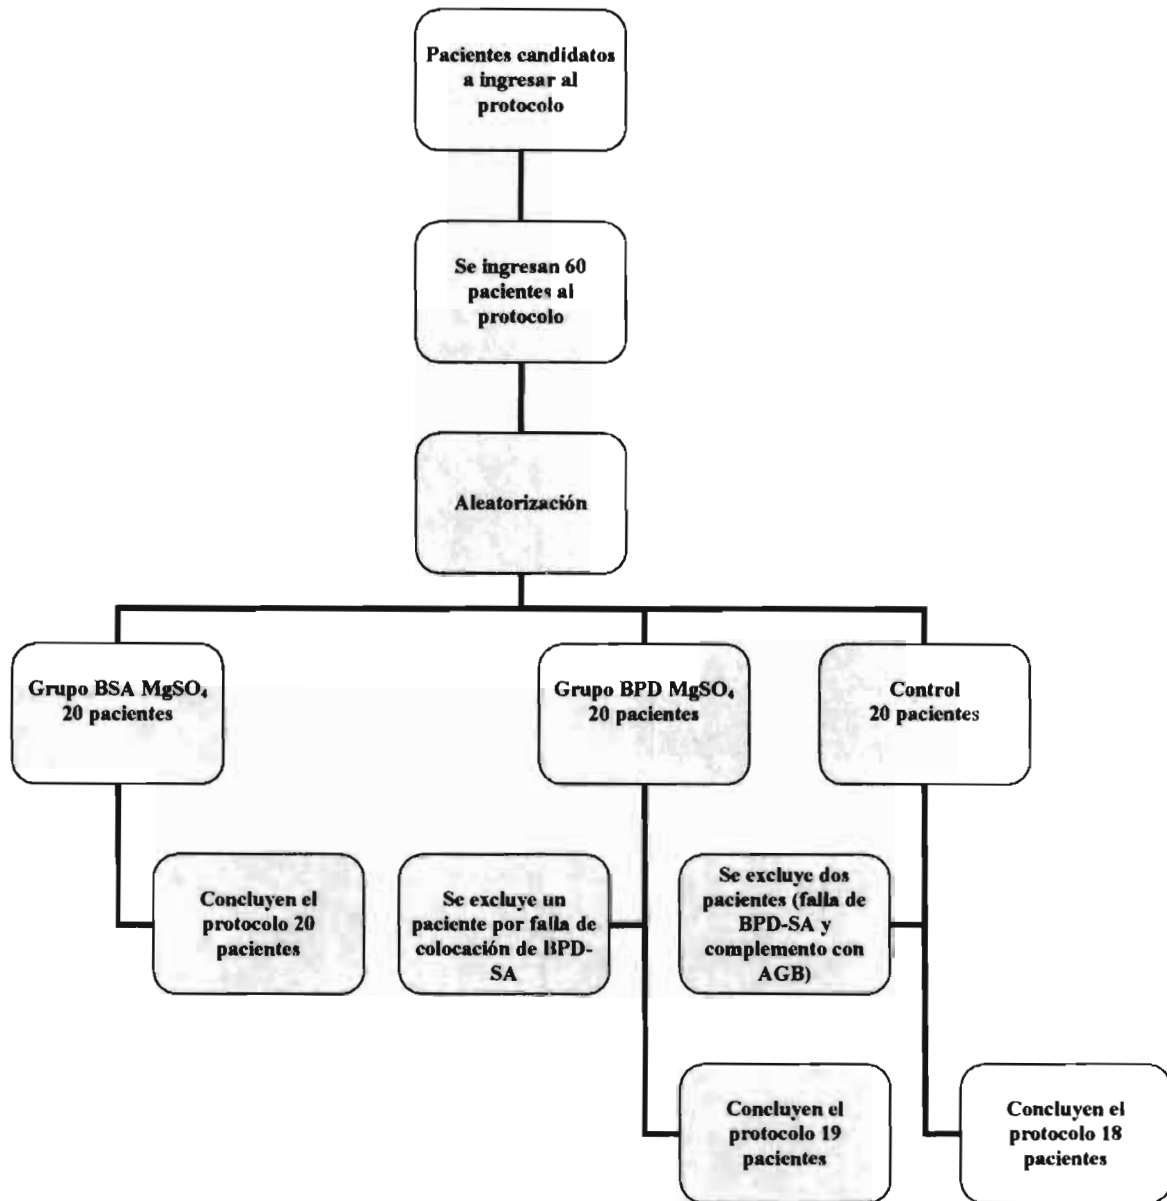 Pacientes candidatos
a ingresar al
protocolo
Se ingresan 60
pacientes al
protocolo
Aleatorización
Grupo BSA MgSO₄
20 pacientes
Grupo BPD MgSO₄
20 pacientes
Control
20 pacientes
Concluyen el
protocolo 20
pacientes
Se excluye un
paciente por falla de
colocación de BPD-
SA
Se excluye dos
pacientes (falla de
BPD-SA y
complemento con
AGB)
Concluyen el
protocolo 19
pacientes
Concluyen el
protocolo 18
pacientes